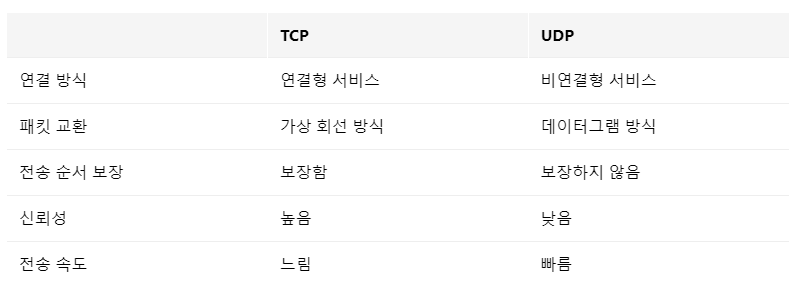 TCP UDP
연결 방식 연결형 서비스 비연결형 서비스
패킷 교환 가상 회선 방식 데이터그램 방식
전송 순서 보장 보장함 보장하지 않음
신뢰성 높음 낮음
전송 속도 느림 빠름